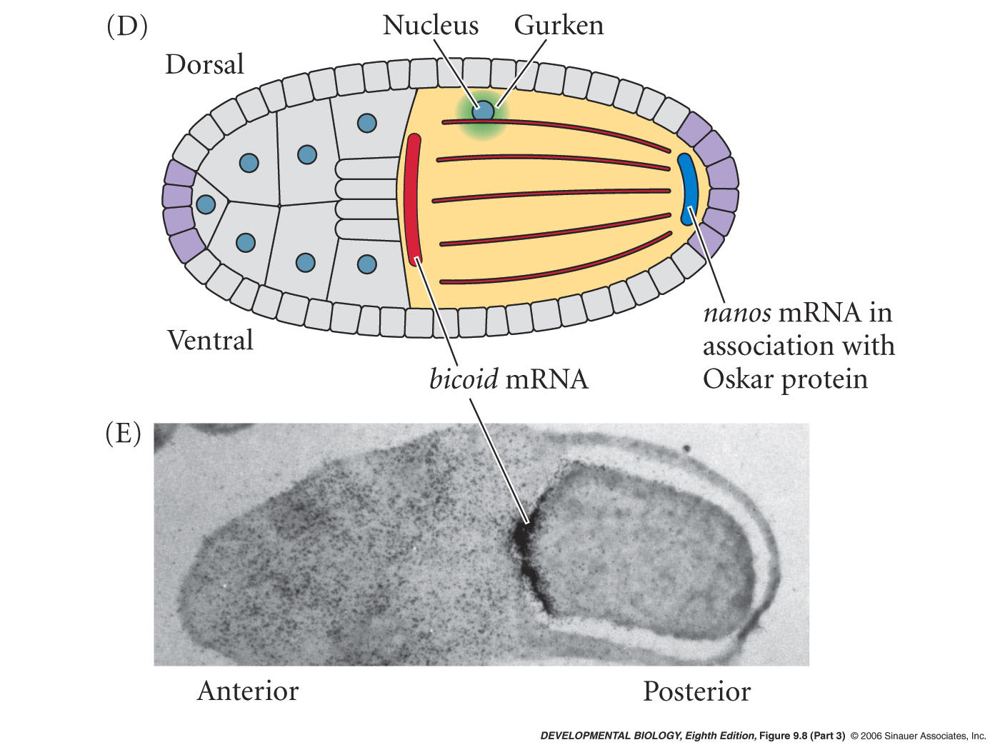 (D)
Nucleus Gurken
Dorsal
Ventral
nanos mRNA in
association with
Oskar protein
bicoid mRNA
(E)
Anterior Posterior
DEVELOPMENTAL BIOLOGY, Eighth Edition, Figure 9.8 (Part 3) © 2006 Sinauer Associates, Inc.